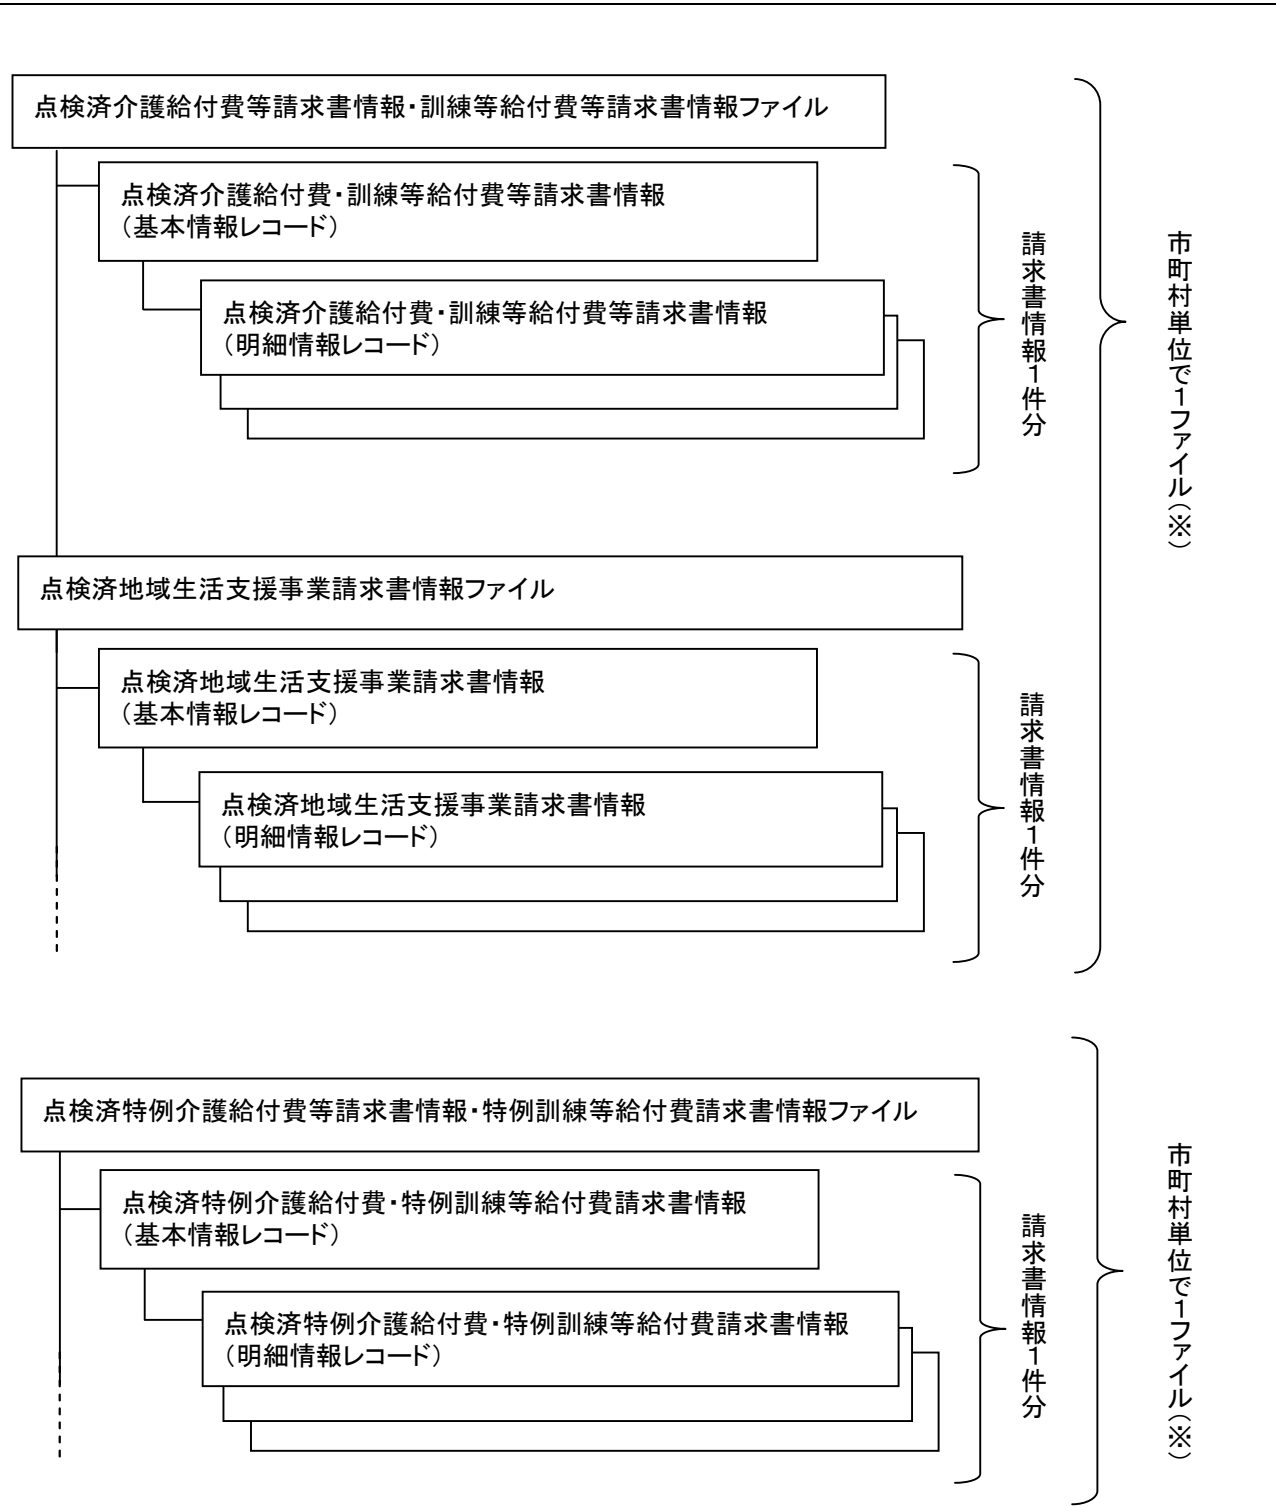 点検済介護給付費等請求書情報・訓練等給付費等請求書情報ファイル
点検済介護給付費・訓練等給付費等請求書情報
（基本情報レコード）
点検済介護給付費・訓練等給付費等請求書情報
（明細情報レコード）
請求書情報１件分
市町村単位で１ファイル（※）
点検済地域生活支援事業請求書情報ファイル
点検済地域生活支援事業請求書情報
（基本情報レコード）
点検済地域生活支援事業請求書情報
（明細情報レコード）
請求書情報１件分
点検済特例介護給付費等請求書情報・特例訓練等給付費請求書情報ファイル
点検済特例介護給付費・特例訓練等給付費請求書情報
（基本情報レコード）
点検済特例介護給付費・特例訓練等給付費請求書情報
（明細情報レコード）
請求書情報１件分
市町村単位で１ファイル（※）